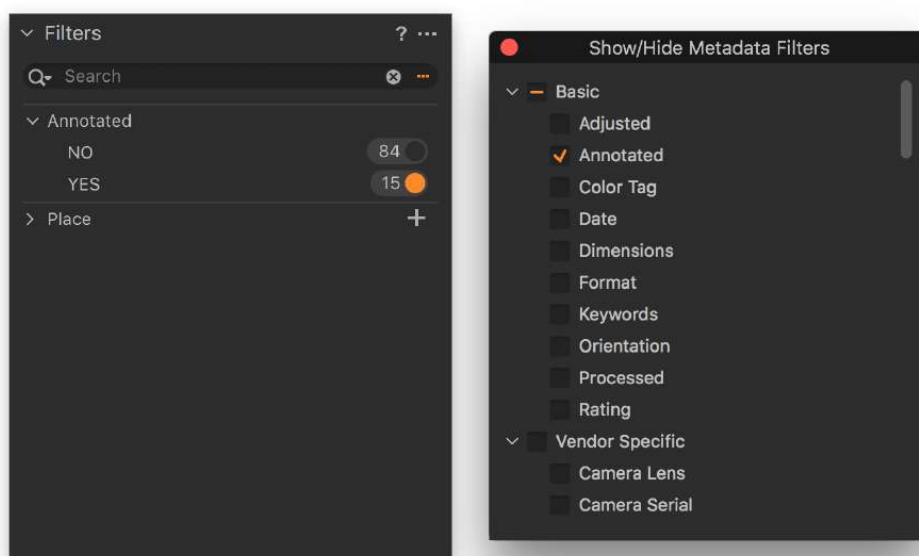 Filters
?
Search
Annotated
NO 84
YES 15
Place
Show/Hide Metadata Filters
Basic
Adjusted
Annotated
Color Tag
Date
Dimensions
Format
Keywords
Orientation
Processed
Rating
Vendor Specific
Camera Lens
Camera Serial